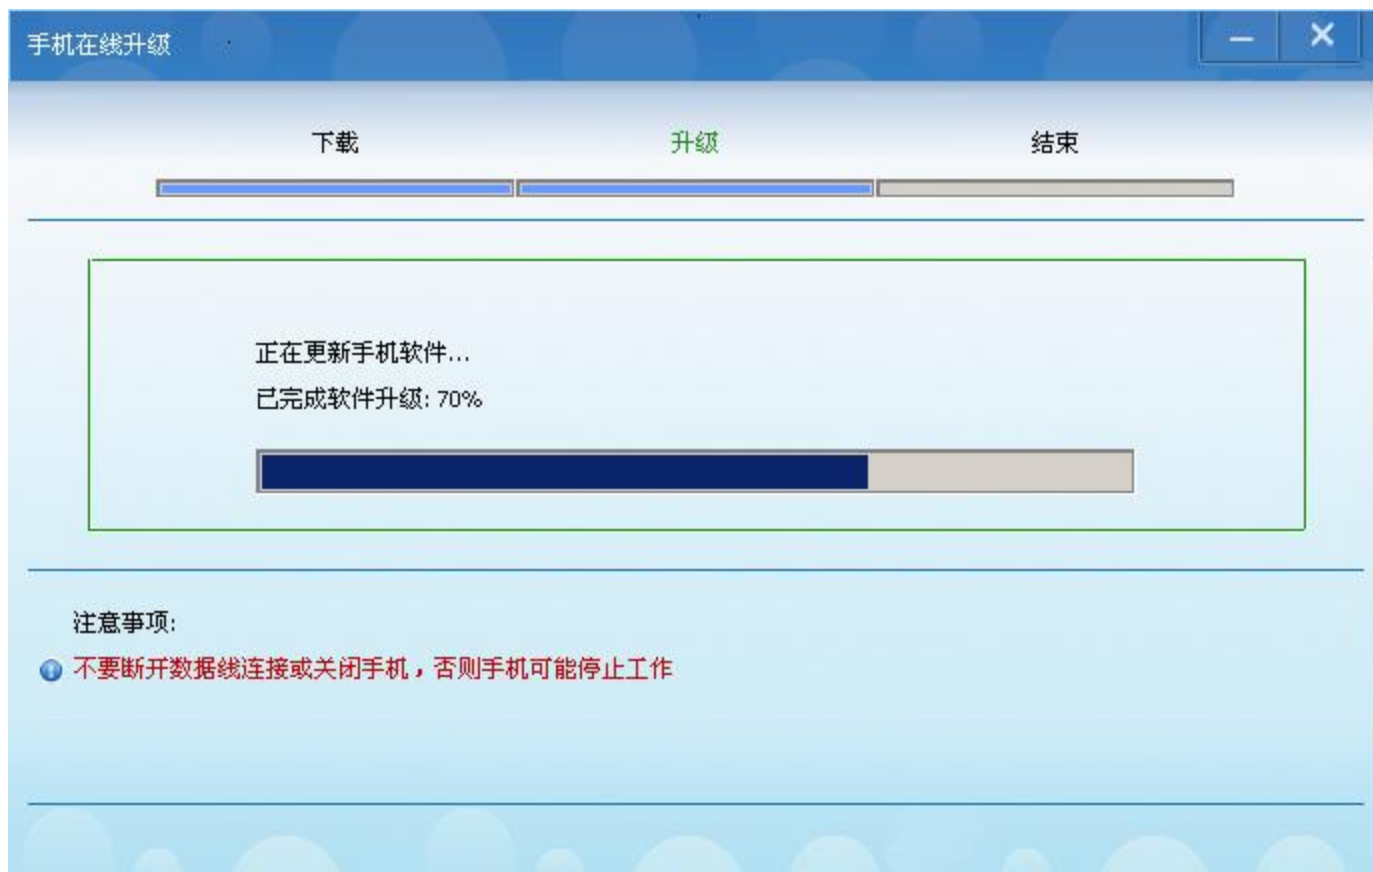 手机在线升级
下载 升级 结束
正在更新手机软件...
已完成软件升级: 70%
注意事项:
不要断开数据线连接或关闭手机，否则手机可能停止工作